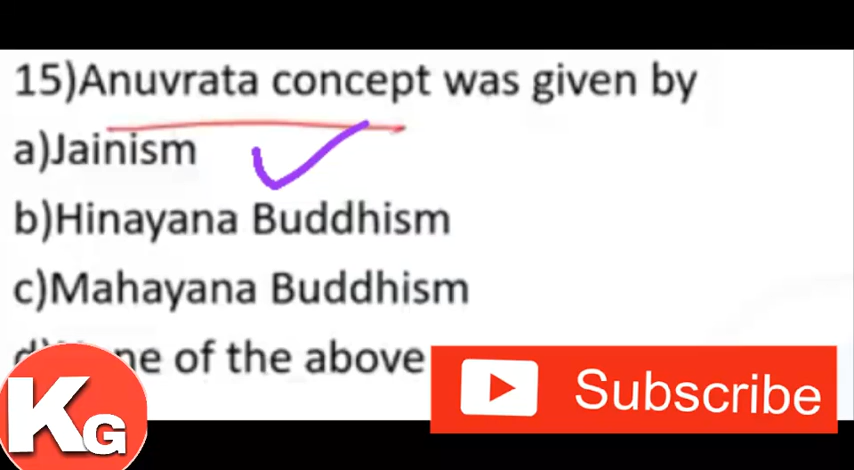 15)Anuvrata concept was given by
a)Jainism
b)Hinayana Buddhism
c)Mahayana Buddhism
of the above
Subscribe
KG